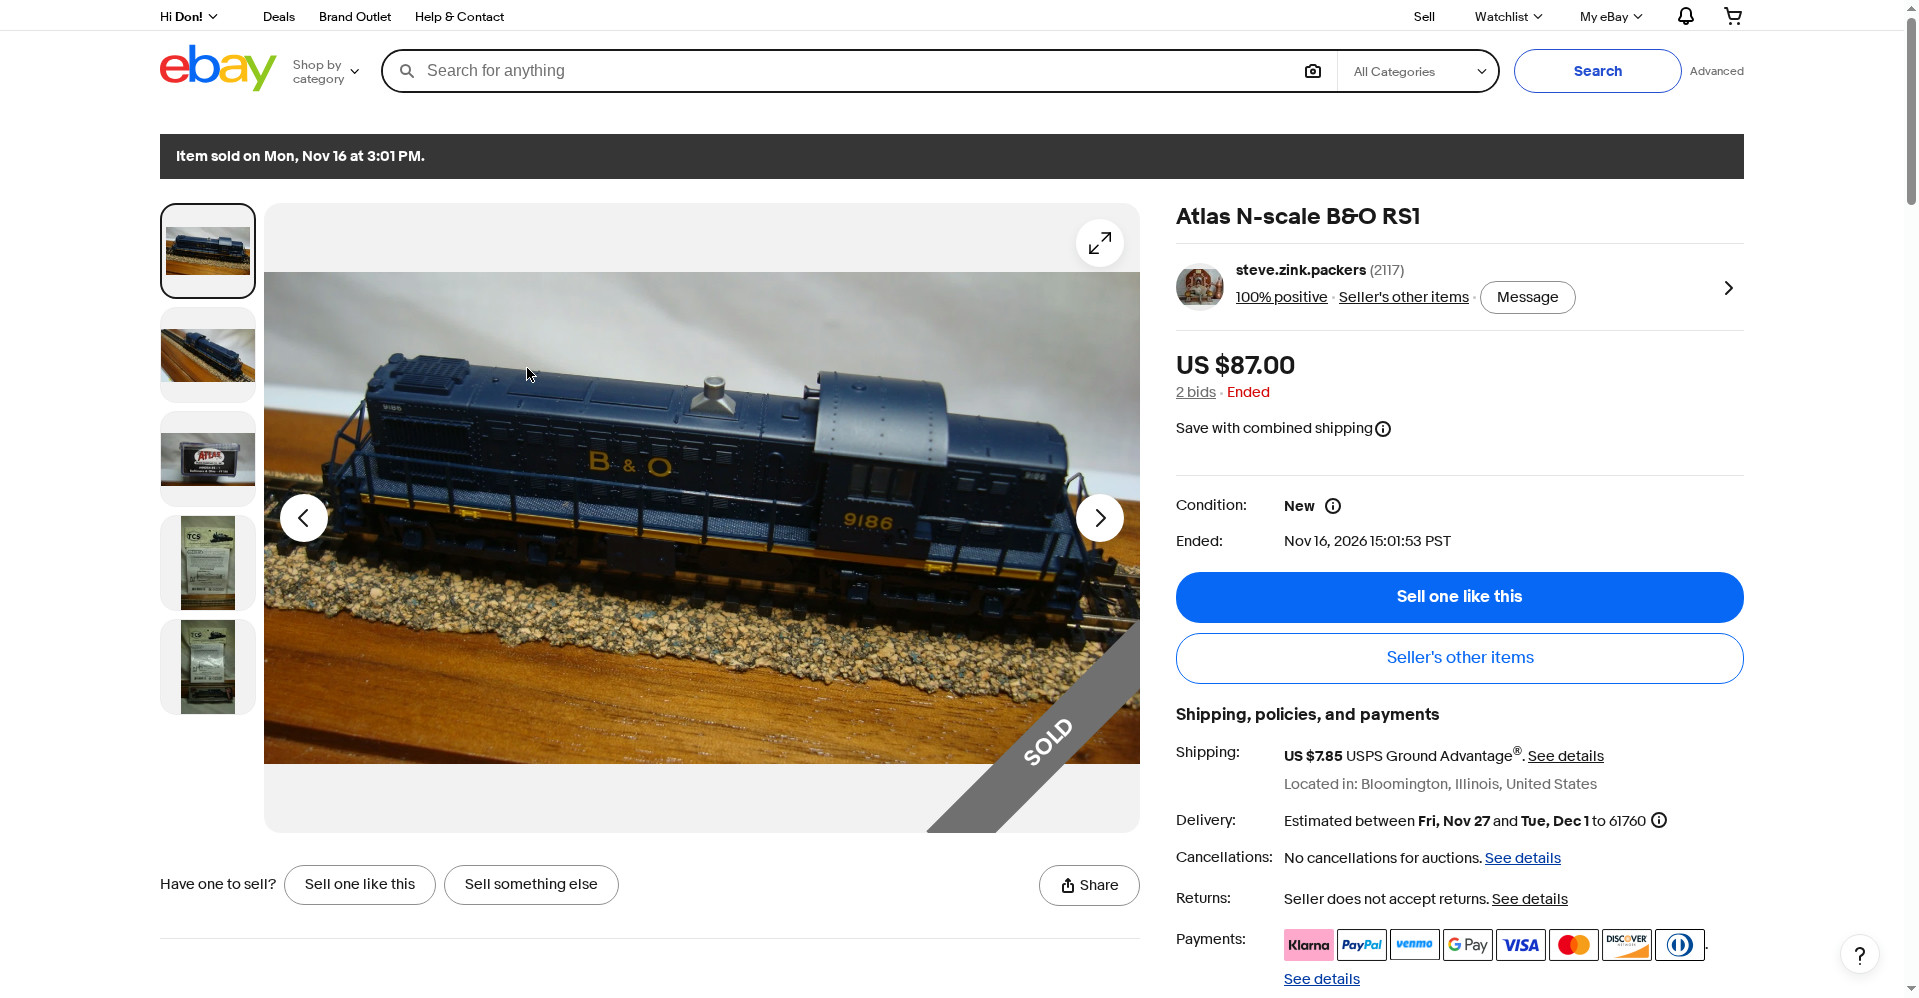 Hi Don!
Deals
Brand Outlet
Help & Contact
Sell
Watchlist
My eBay
ebay
Shop by category
Search for anything
All Categories
Search
Advanced
Item sold on Mon, Nov 16 at 3:01 PM.
B & O
9186
9186
SOLD
ATLAS
TCS
TCS
Have one to sell?
Sell one like this
Sell something else
Share
Atlas N-scale B&O RS1
steve.zink.packers (2117)
100% positive · Seller's other items · Message
US $87.00
2 bids · Ended
Save with combined shipping
Condition: New
Ended: Nov 16, 2026 15:01:53 PST
Sell one like this
Seller's other items
Shipping, policies, and payments
Shipping: US $7.85 USPS Ground Advantage®. See details
Located in: Bloomington, Illinois, United States
Delivery: Estimated between Fri, Nov 27 and Tue, Dec 1 to 61760
Cancellations: No cancellations for auctions. See details
Returns: Seller does not accept returns. See details
Payments: Klarna PayPal venmo G Pay VISA DISCOVER
See details
?